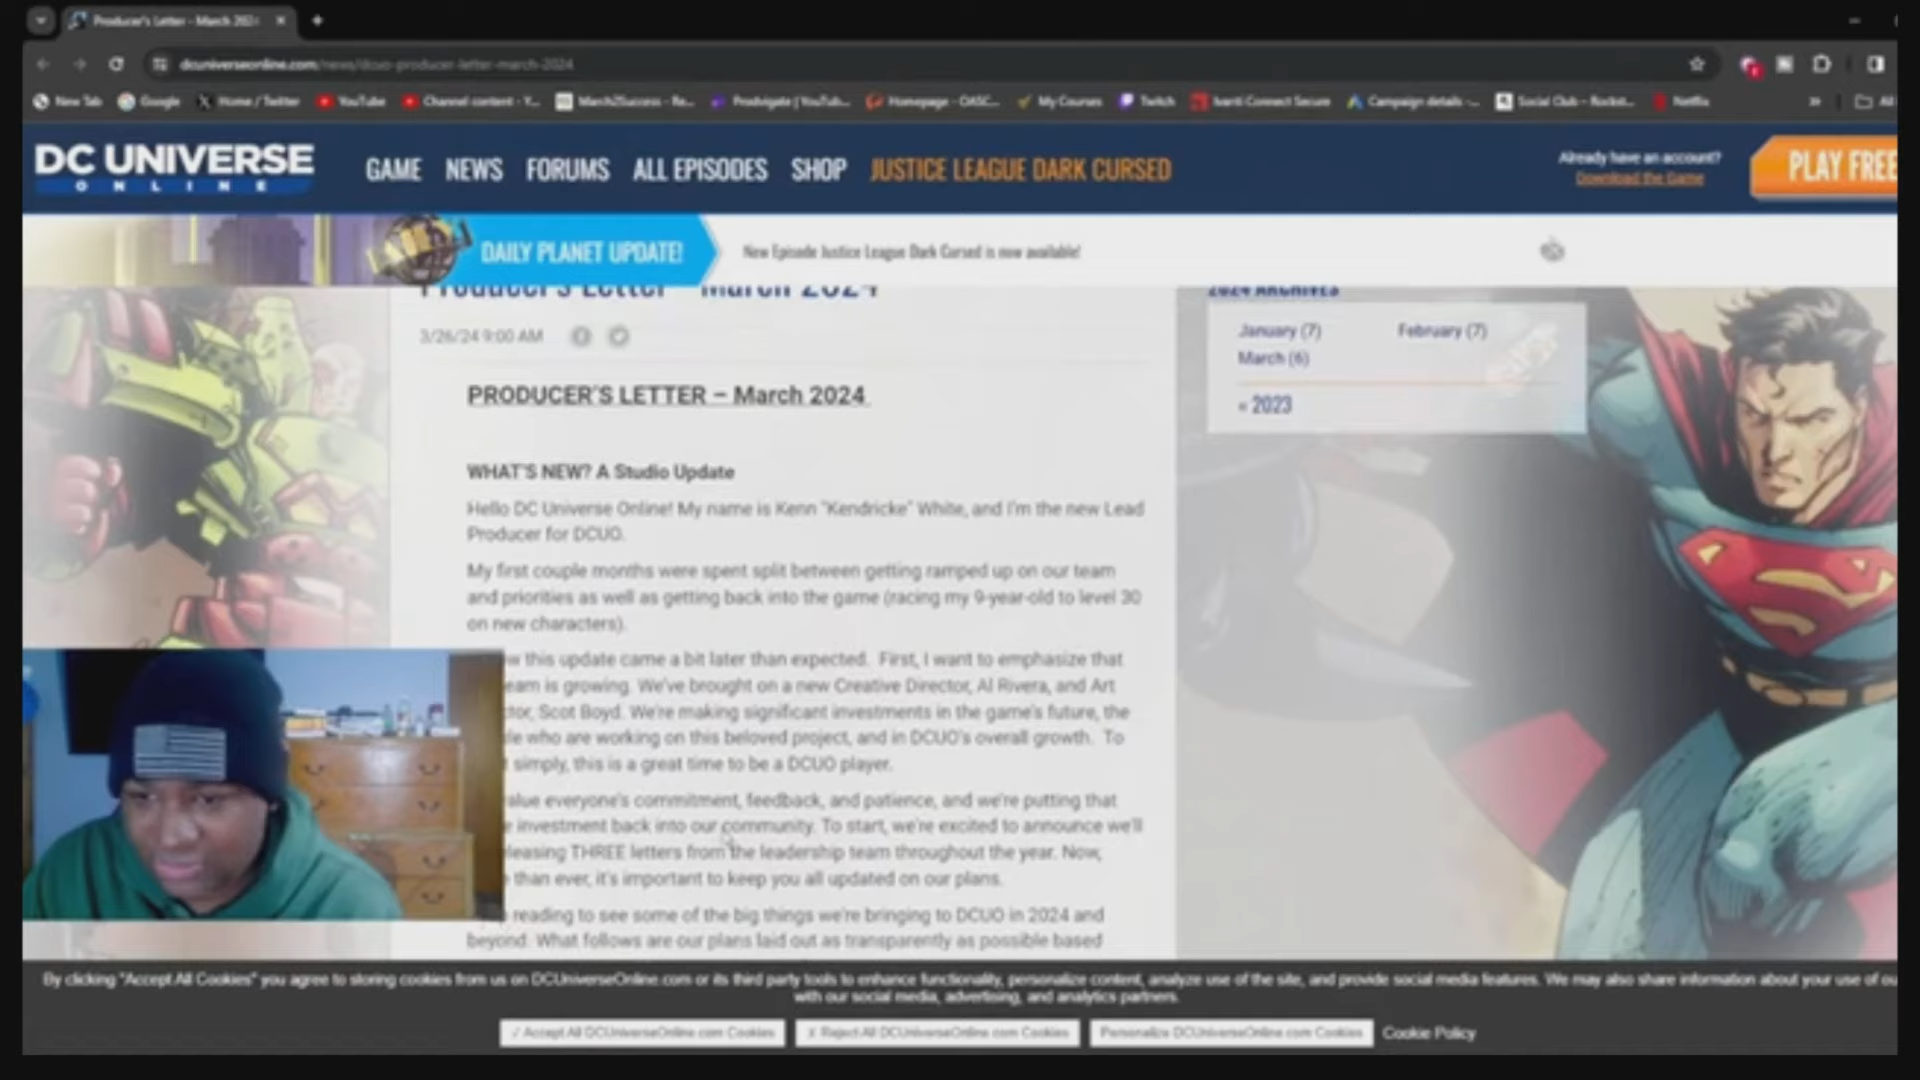 Producer's Letter - March 202
dcuniverseonline.com/news/dcuo-producer-letter-march-2024
New Tab Google Home / Twitter YouTube Channel content - Y... March2Success - Re... Homepage - OASC... My Courses Twitch Ivanti Connect Secure Campaign details -... Social Club - Rockst... Netflix » All
DC UNIVERSE
ONLINE
GAME NEWS FORUMS ALL EPISODES SHOP JUSTICE LEAGUE DARK CURSED
Already have an account?
Download the Game
PLAY FREE
DAILY PLANET UPDATE!
New Episode Justice League Dark Cursed is now available!
Producer's Letter - March 2024
3/26/24 9:00 AM
PRODUCER'S LETTER – March 2024
WHAT'S NEW? A Studio Update
Hello DC Universe Online! My name is Kenn "Kendricke" White, and I'm the new Lead
Producer for DCUO.
My first couple months were spent split between getting ramped up on our team
and priorities as well as getting back into the game (racing my 9-year-old to level 30
on new characters).
w this update came a bit later than expected. First, I want to emphasize that
eam is growing. We've brought on a new Creative Director, Al Rivera, and Art
tor, Scot Boyd. We're making significant investments in the game's future, the
le who are working on this beloved project, and in DCUO's overall growth. To
simply, this is a great time to be a DCUO player.
alue everyone's commitment, feedback, and patience, and we're putting that
e investment back into our community. To start, we're excited to announce we'll
leasing THREE letters from the leadership team throughout the year. Now,
e than ever, it's important to keep you all updated on our plans.
reading to see some of the big things we're bringing to DCUO in 2024 and
beyond. What follows are our plans laid out as transparently as possible based
2024 ARCHIVES
January (7) February (7)
March (6)
« 2023
By clicking "Accept All Cookies" you agree to storing cookies from us on DCUniverseOnline.com or its third party tools to enhance functionality, personalize content, analyze use of the site, and provide social media features. We may also share information about your use of ou
with our social media, advertising, and analytics partners.
✓ Accept All DCUniverseOnline.com Cookies
X Reject All DCUniverseOnline.com Cookies
Personalize DCUniverseOnline.com Cookies
Cookie Policy